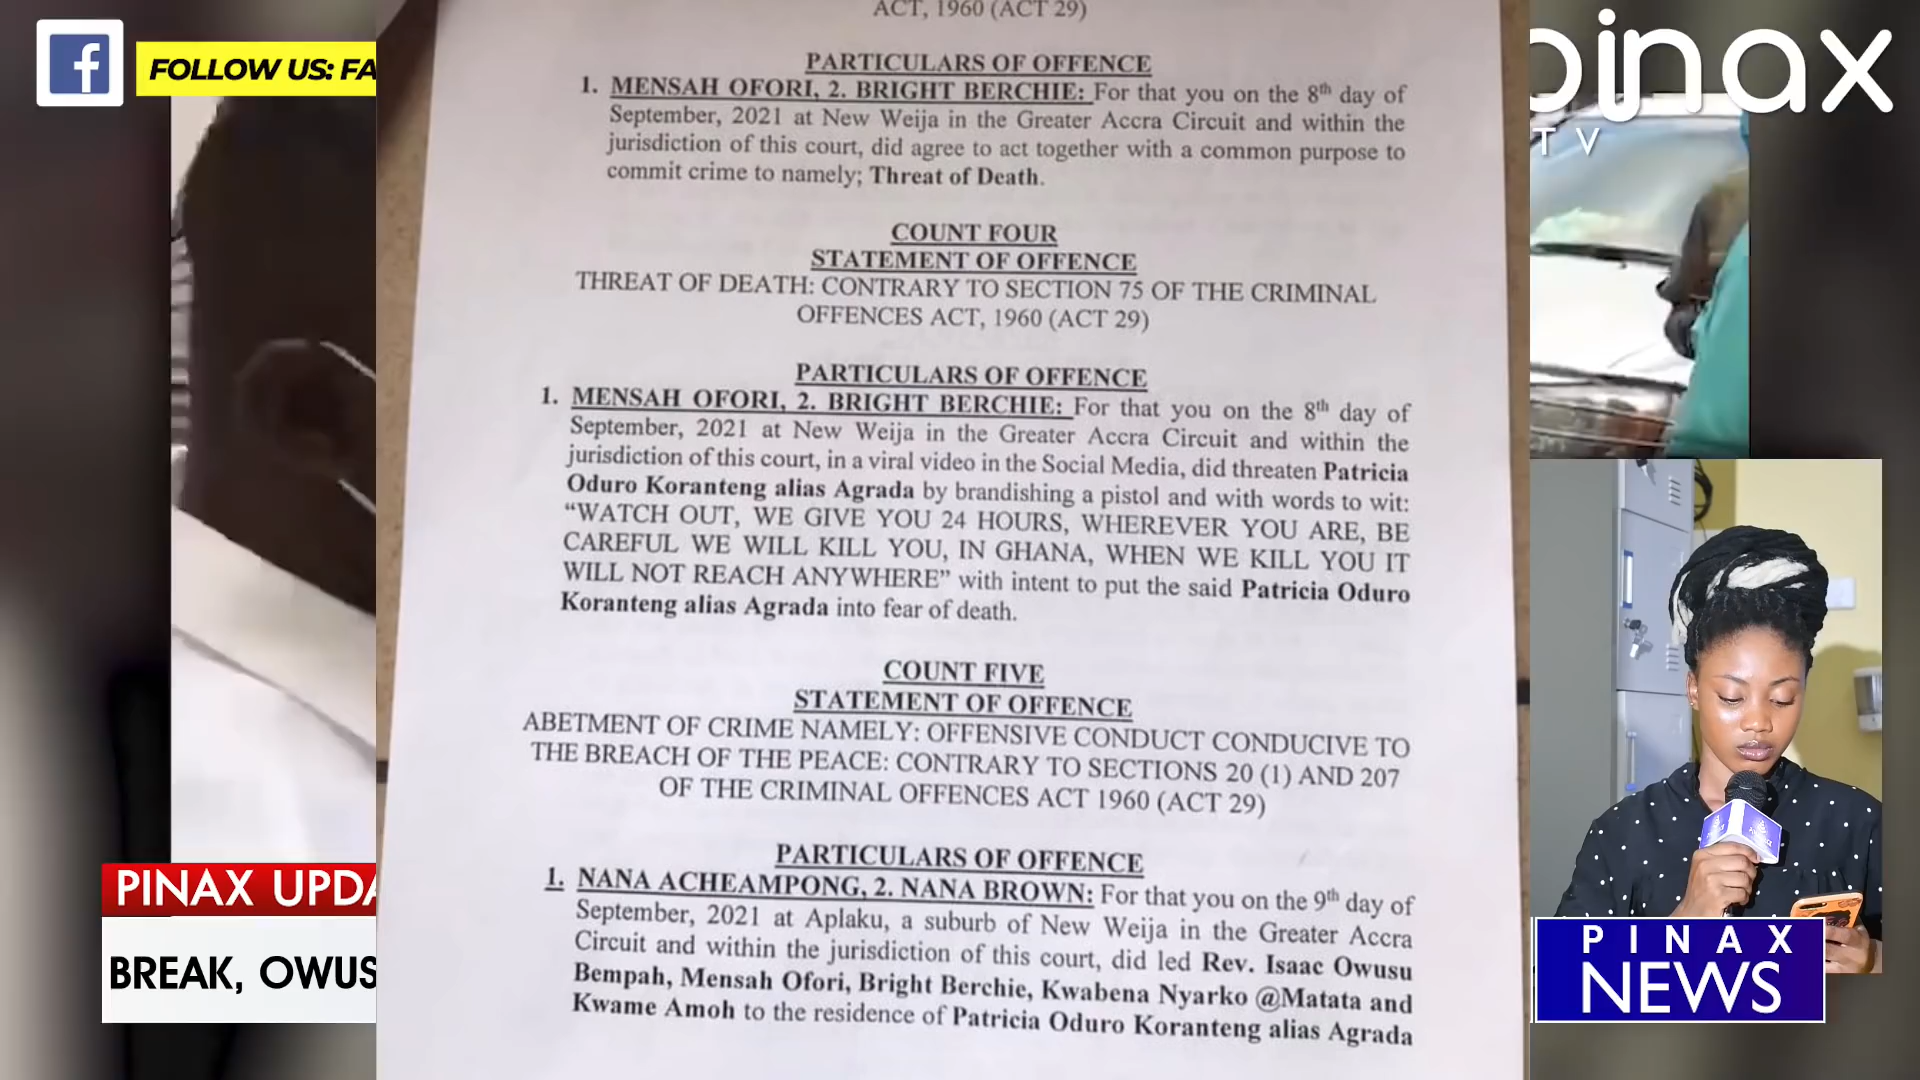 FOLLOW US: FA
pinax
TV
ACT, 1960 (ACT 29)
PARTICULARS OF OFFENCE
1. MENSAH OFORI, 2. BRIGHT BERCHIE: For that you on the 8th day of
September, 2021 at New Weija in the Greater Accra Circuit and within the
jurisdiction of this court, did agree to act together with a common purpose to
commit crime to namely; Threat of Death.
COUNT FOUR
STATEMENT OF OFFENCE
THREAT OF DEATH: CONTRARY TO SECTION 75 OF THE CRIMINAL
OFFENCES ACT, 1960 (ACT 29)
PARTICULARS OF OFFENCE
1. MENSAH OFORI, 2. BRIGHT BERCHIE: For that you on the 8th day of
September, 2021 at New Weija in the Greater Accra Circuit and within the
jurisdiction of this court, in a viral video in the Social Media, did threaten Patricia
Oduro Koranteng alias Agrada by brandishing a pistol and with words to wit:
“WATCH OUT, WE GIVE YOU 24 HOURS, WHEREVER YOU ARE, BE
CAREFUL WE WILL KILL YOU, IN GHANA, WHEN WE KILL YOU IT
WILL NOT REACH ANYWHERE” with intent to put the said Patricia Oduro
Koranteng alias Agrada into fear of death.
COUNT FIVE
STATEMENT OF OFFENCE
ABETMENT OF CRIME NAMELY: OFFENSIVE CONDUCT CONDUCIVE TO
THE BREACH OF THE PEACE: CONTRARY TO SECTIONS 20 (1) AND 207
OF THE CRIMINAL OFFENCES ACT 1960 (ACT 29)
PARTICULARS OF OFFENCE
1. NANA ACHEAMPONG, 2. NANA BROWN: For that you on the 9th day of
September, 2021 at Aplaku, a suburb of New Weija in the Greater Accra
Circuit and within the jurisdiction of this court, did led Rev. Isaac Owusu
Bempah, Mensah Ofori, Bright Berchie, Kwabena Nyarko @Matata and
Kwame Amoh to the residence of Patricia Oduro Koranteng alias Agrada
PINAX UPDA
BREAK, OWUS
PINAX
NEWS